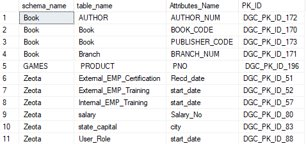 schema_name table_name Attributes_Name PK_ID
1 Book AUTHOR AUTHOR_NUM DGC_PK_ID_172
2 Book Book BOOK_CODE DGC_PK_ID_170
3 Book Book PUBLISHER_CODE DGC_PK_ID_173
4 Book Branch BRANCH_NUM DGC_PK_ID_171
5 GAMES PRODUCT PNO DGC_PK_ID_196
6 Zeota External_EMP_Certification Recd_date DGC_PK_ID_51
7 Zeota External_EMP_Training start_date DGC_PK_ID_52
8 Zeota Internal_EMP_Training start_date DGC_PK_ID_57
9 Zeota salary Salary_No DGC_PK_ID_80
10 Zeota state_capital city DGC_PK_ID_83
11 Zeota User_Role start_date DGC_PK_ID_88